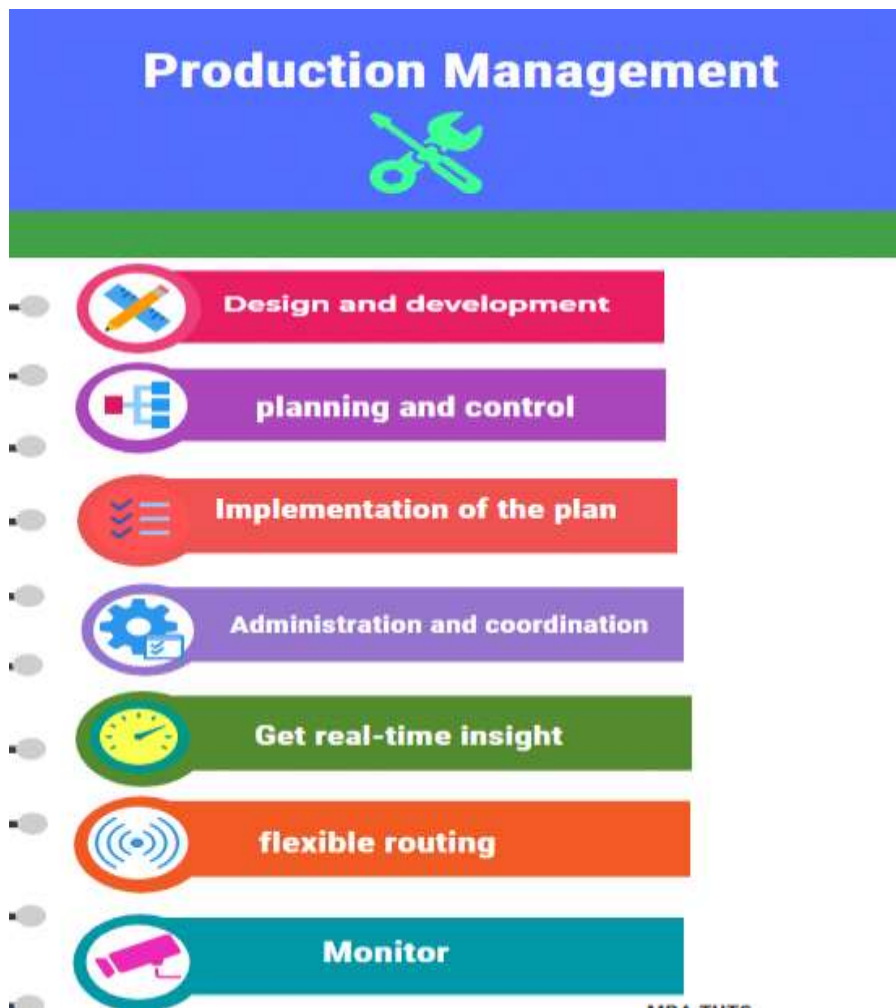 Production Management
Design and development
planning and control
Implementation of the plan
Administration and coordination
Get real-time insight
flexible routing
Monitor